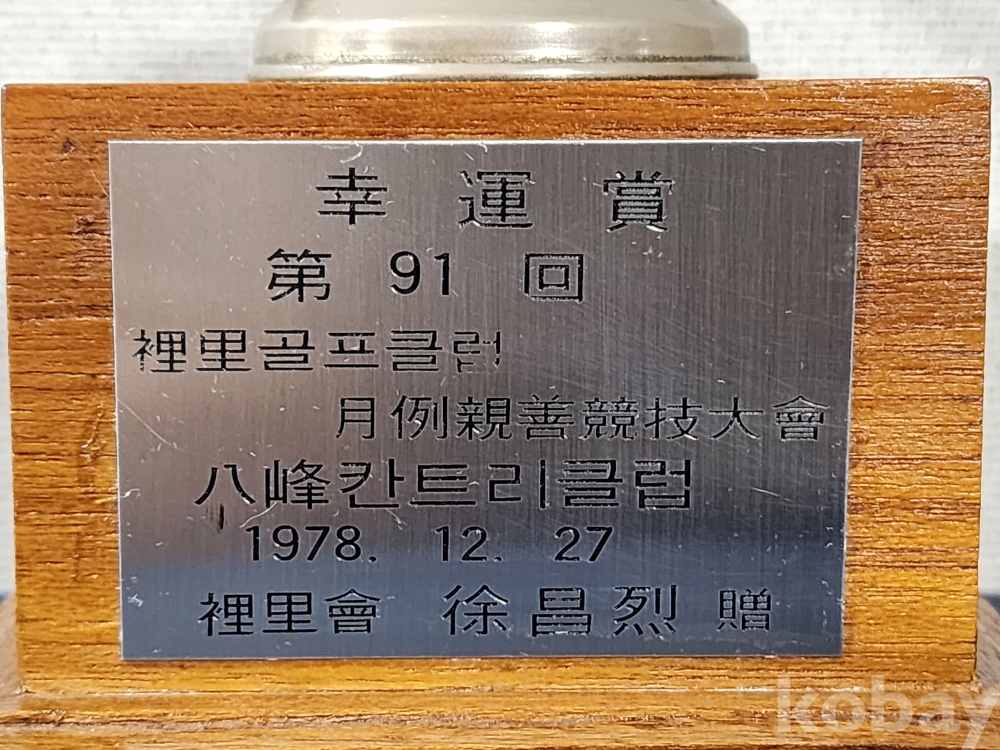 幸運賞
第 91 回
裡里골프클럽
月例親善競技大會
八峰칸트리클럽
1978. 12. 27
裡里會 徐昌烈 贈
kobay